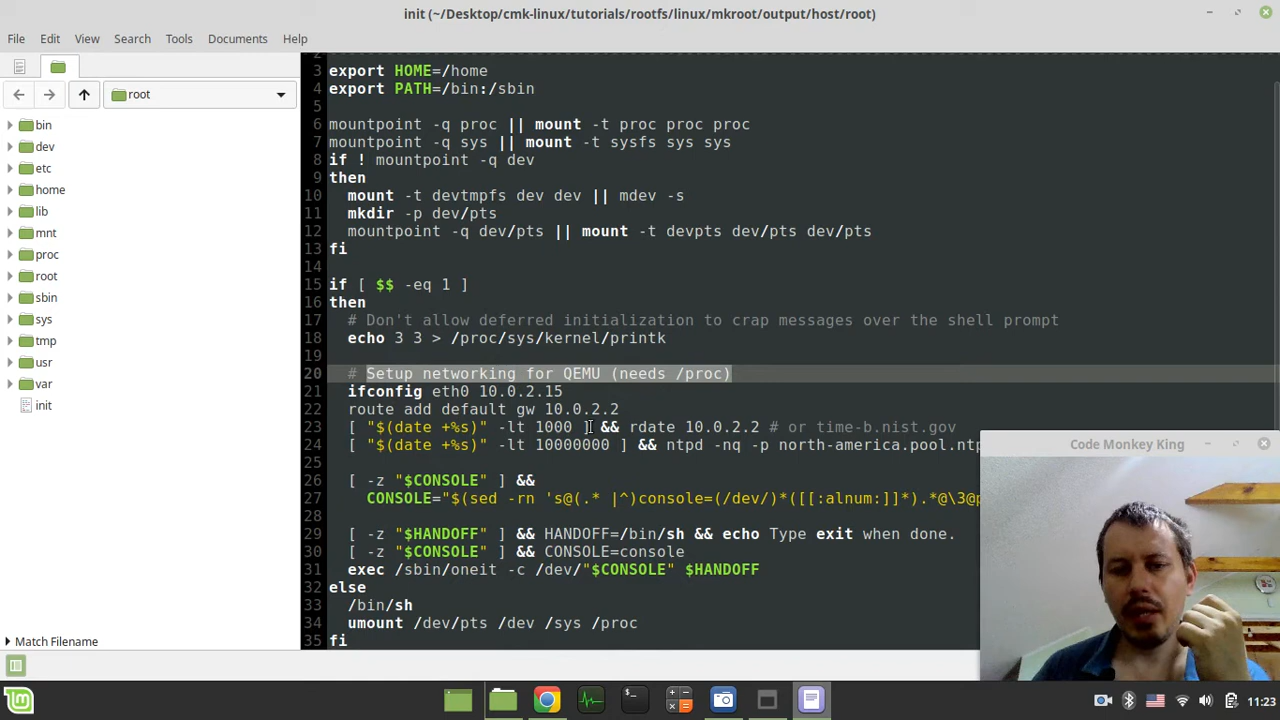 init (~/Desktop/cmk-linux/tutorials/rootfs/linux/mkroot/output/host/root)
File Edit View Search Tools Documents Help
root
bin
dev
etc
home
lib
mnt
proc
root
sbin
sys
tmp
usr
var
init
Match Filename
3 export HOME=/home
4 export PATH=/bin:/sbin
5
6 mountpoint -q proc || mount -t proc proc proc
7 mountpoint -q sys || mount -t sysfs sys sys
8 if ! mountpoint -q dev
9 then
10 mount -t devtmpfs dev dev || mdev -s
11 mkdir -p dev/pts
12 mountpoint -q dev/pts || mount -t devpts dev/pts dev/pts
13 fi
14
15 if [ $$ -eq 1 ]
16 then
17 # Don't allow deferred initialization to crap messages over the shell prompt
18 echo 3 3 > /proc/sys/kernel/printk
19
20 # Setup networking for QEMU (needs /proc)
21 ifconfig eth0 10.0.2.15
22 route add default gw 10.0.2.2
23 [ "$(date +%s)" -lt 1000 ] && rdate 10.0.2.2 # or time-b.nist.gov
24 [ "$(date +%s)" -lt 10000000 ] && ntpd -nq -p north-america.pool.ntp
25
26 [ -z "$CONSOLE" ] &&
27 CONSOLE="$(sed -rn 's@(.* |^)console=(/dev/)*([[:alnum:]]*).*@\3@p
28
29 [ -z "$HANDOFF" ] && HANDOFF=/bin/sh && echo Type exit when done.
30 [ -z "$CONSOLE" ] && CONSOLE=console
31 exec /sbin/oneit -c /dev/"$CONSOLE" $HANDOFF
32 else
33 /bin/sh
34 umount /dev/pts /dev /sys /proc
35 fi
Code Monkey King
11:23